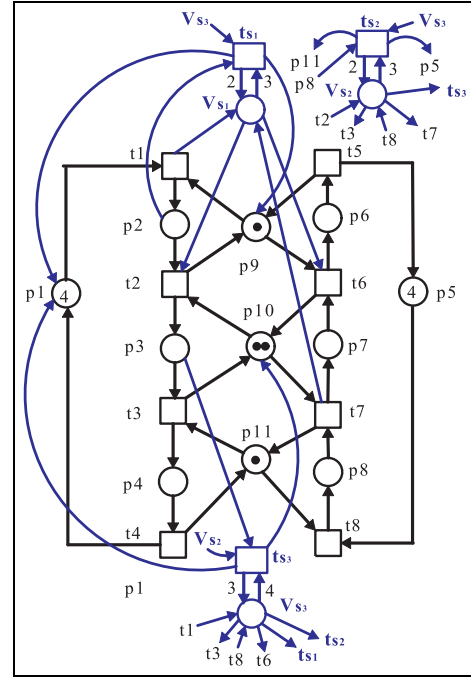 Vs3 ts1 ts2 Vs3
p11 p8 2 3 p5
2 3 Vs2 ts3
Vs1 t2 t3 t8 t7
t1 t5
p2 p6
p9
t2 t6
p1 4 4 p5
p10
p3 p7
t3 t7
p11
p4 p8
t4 t8
Vs2 ts3
p1 3 4
Vs3
t1 ts2
t3 t8 t6 ts1